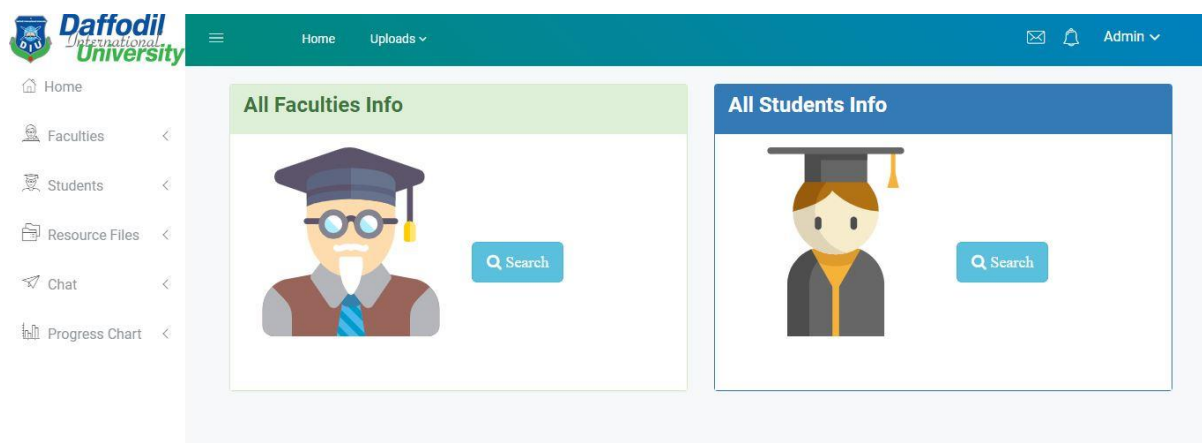 Daffodil
International
University
DIU
Home
Uploads
Admin
Home
Faculties
Students
Resource Files
Chat
Progress Chart
All Faculties Info
Search
All Students Info
Search